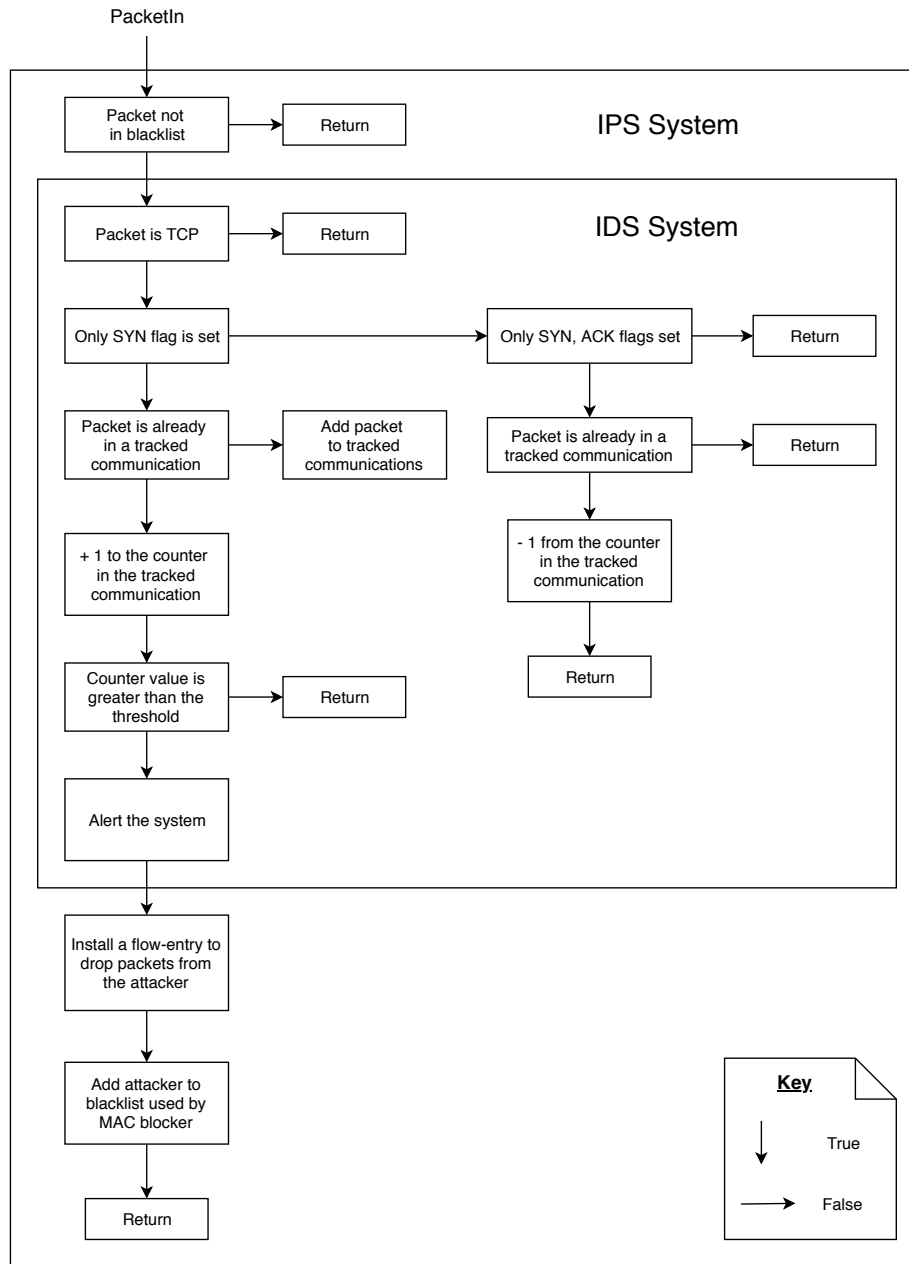 PacketIn
Packet not
in blacklist
Return
IPS System
Packet is TCP
Return
IDS System
Only SYN flag is set
Only SYN, ACK flags set
Return
Packet is already
in a tracked
communication
Add packet
to tracked
communications
Packet is already in a
tracked communication
Return
+ 1 to the counter
in the tracked
communication
- 1 from the counter
in the tracked
communication
Counter value is
greater than the
threshold
Return
Return
Alert the system
Install a flow-entry to
drop packets from
the attacker
Add attacker to
blacklist used by
MAC blocker
Return
Key
True
False